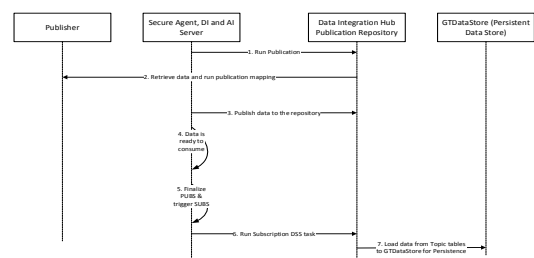 Publisher
Secure Agent, DI and AI
Server
Data Integration Hub
Publication Repository
GTDataStore (Persistent
Data Store)
1. Run Publication
2. Retrieve data and run publication mapping
3. Publish data to the repository
4. Data is
ready to
consume
5. Finalize
PUBS &
trigger SUBS
6. Run Subscription DSS task
7. Load data from Topic tables
to GTDataStore for Persistence